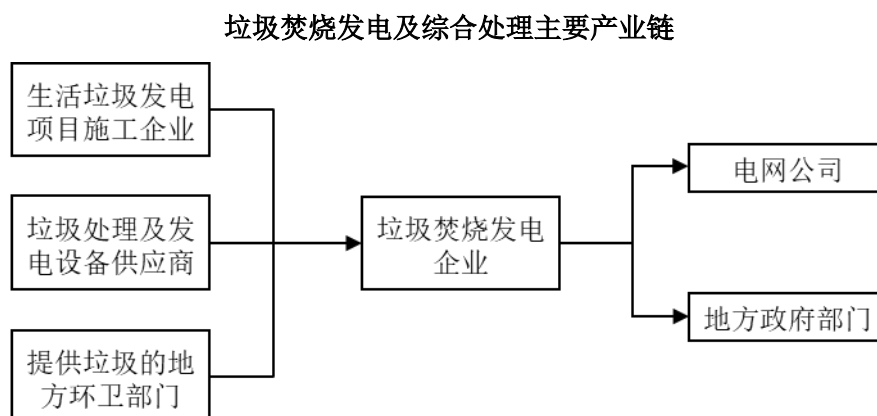 垃圾焚烧发电及综合处理主要产业链
生活垃圾发电
项目施工企业
垃圾处理及发
电设备供应商
提供垃圾的地
方环卫部门
垃圾焚烧发电
企业
电网公司
地方政府部门